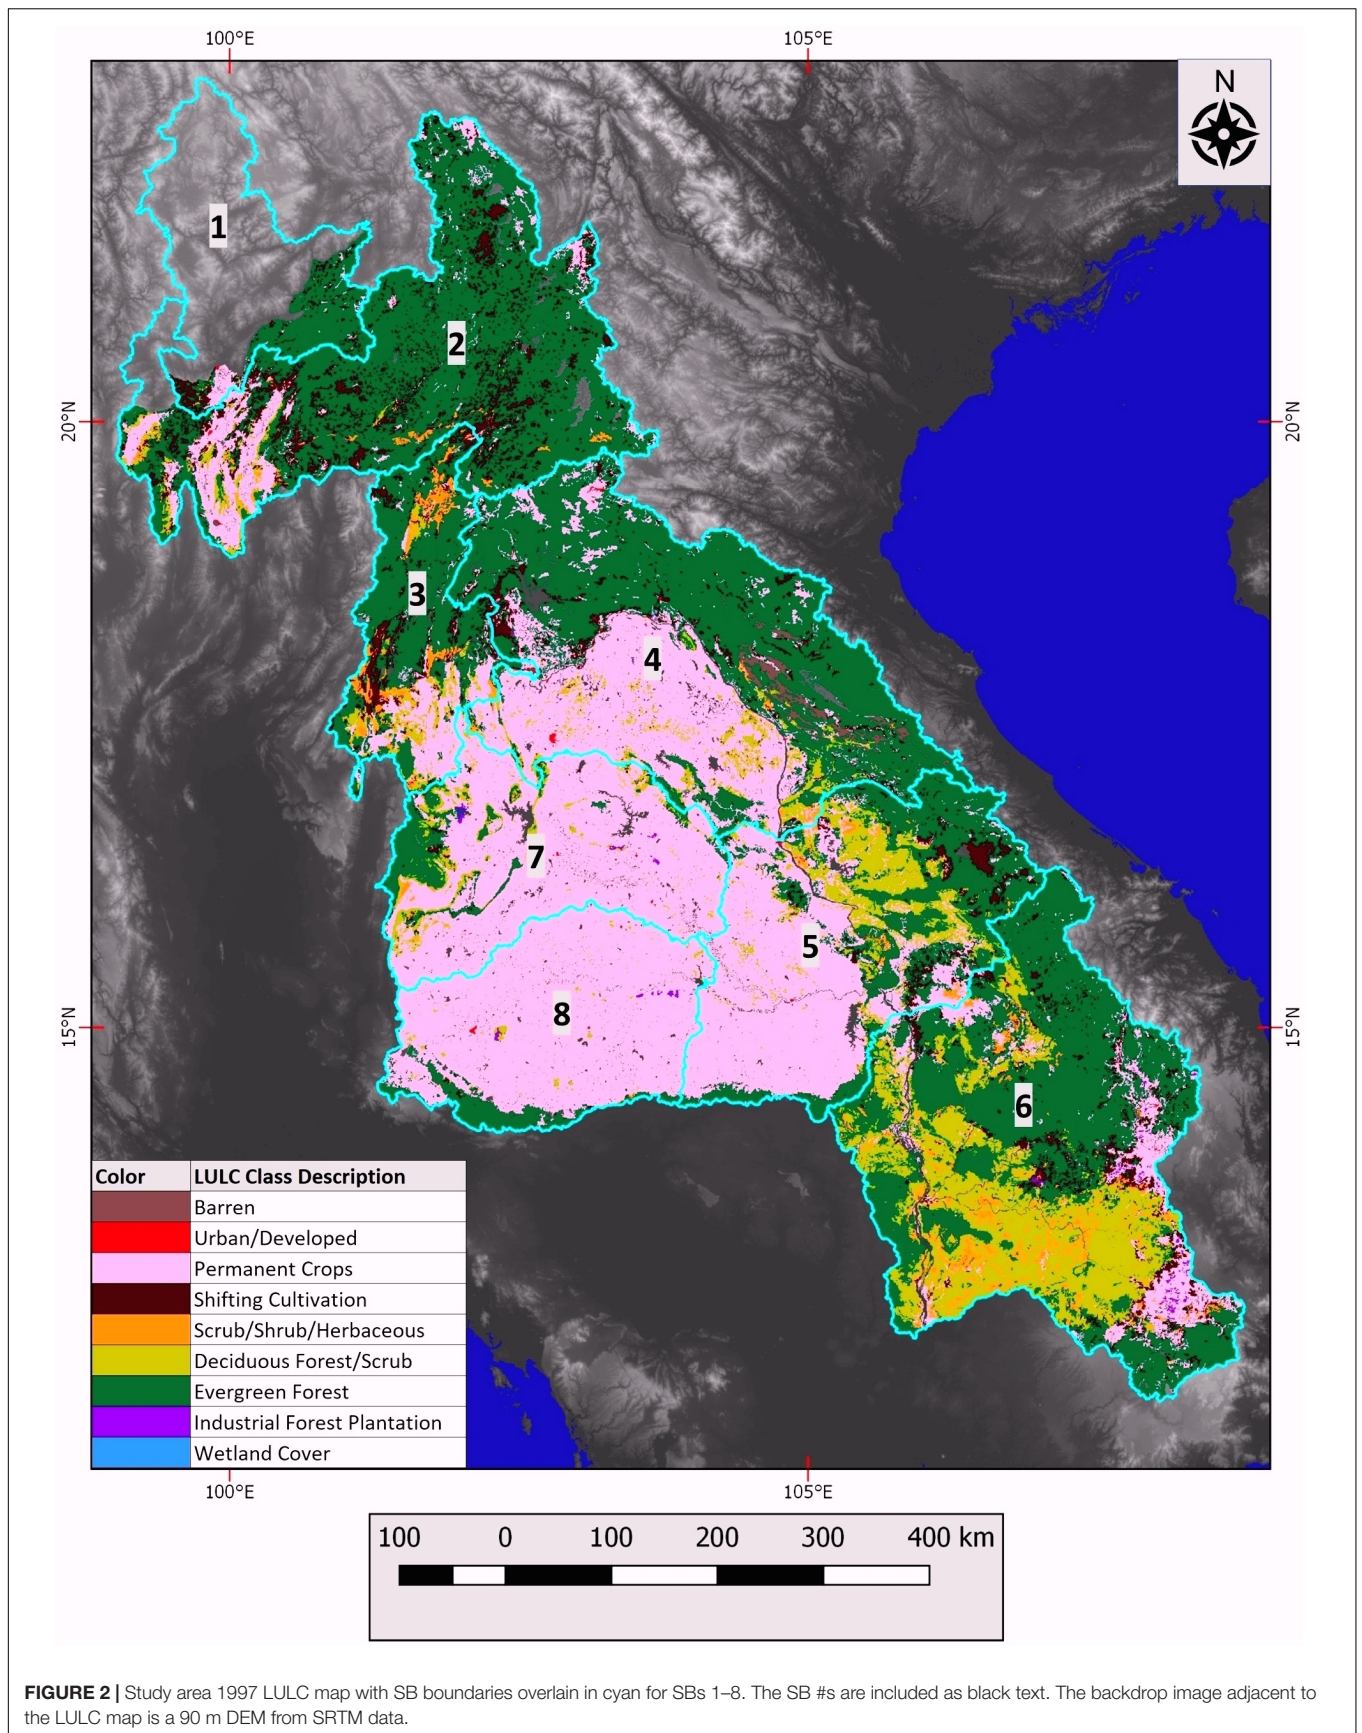 100°E
105°E
N
1
2
20°N
20°N
3
4
7
5
15°N
8
15°N
6
Color LULC Class Description
Barren
Urban/Developed
Permanent Crops
Shifting Cultivation
Scrub/Shrub/Herbaceous
Deciduous Forest/Scrub
Evergreen Forest
Industrial Forest Plantation
Wetland Cover
100°E
105°E
100 0 100 200 300 400 km
FIGURE 2 | Study area 1997 LULC map with SB boundaries overlain in cyan for SBs 1–8. The SB #s are included as black text. The backdrop image adjacent to
the LULC map is a 90 m DEM from SRTM data.